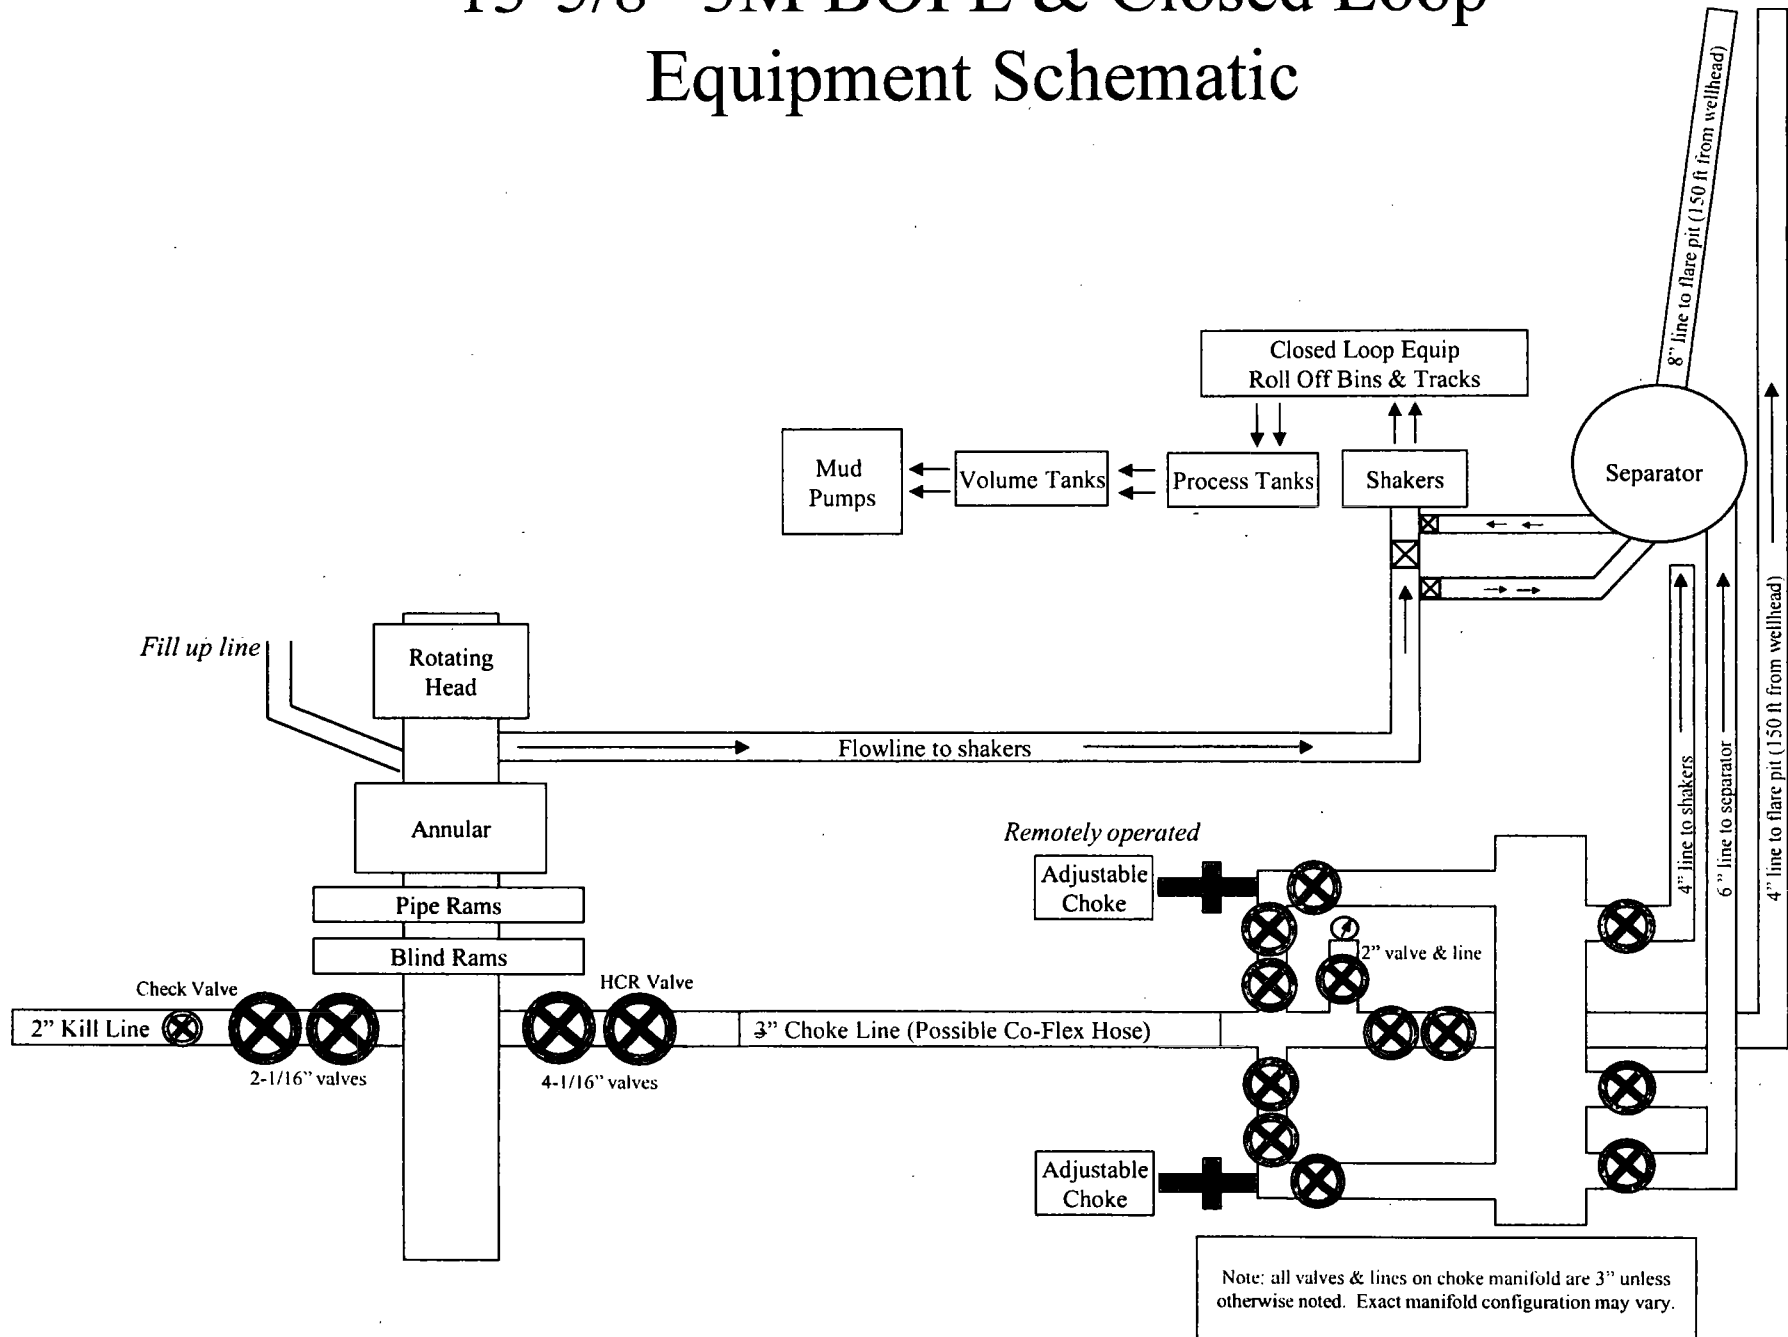 Equipment Schematic
8" line to flare pit (150 ft from wellhead)
Closed Loop Equip
Roll Off Bins & Tracks
Mud
Pumps
Volume Tanks
Process Tanks
Shakers
Separator
Fill up line
Rotating
Head
Flowline to shakers
Annular
Pipe Rams
Blind Rams
Remotely operated
Adjustable
Choke
2" valve & line
4" line to shakers
6" line to separator
4" line to flare pit (150 ft from wellhead)
Check Valve
HCR Valve
2" Kill Line
3" Choke Line (Possible Co-Flex Hose)
2-1/16" valves
4-1/16" valves
Adjustable
Choke
Note: all valves & lines on choke manifold are 3" unless
otherwise noted. Exact manifold configuration may vary.